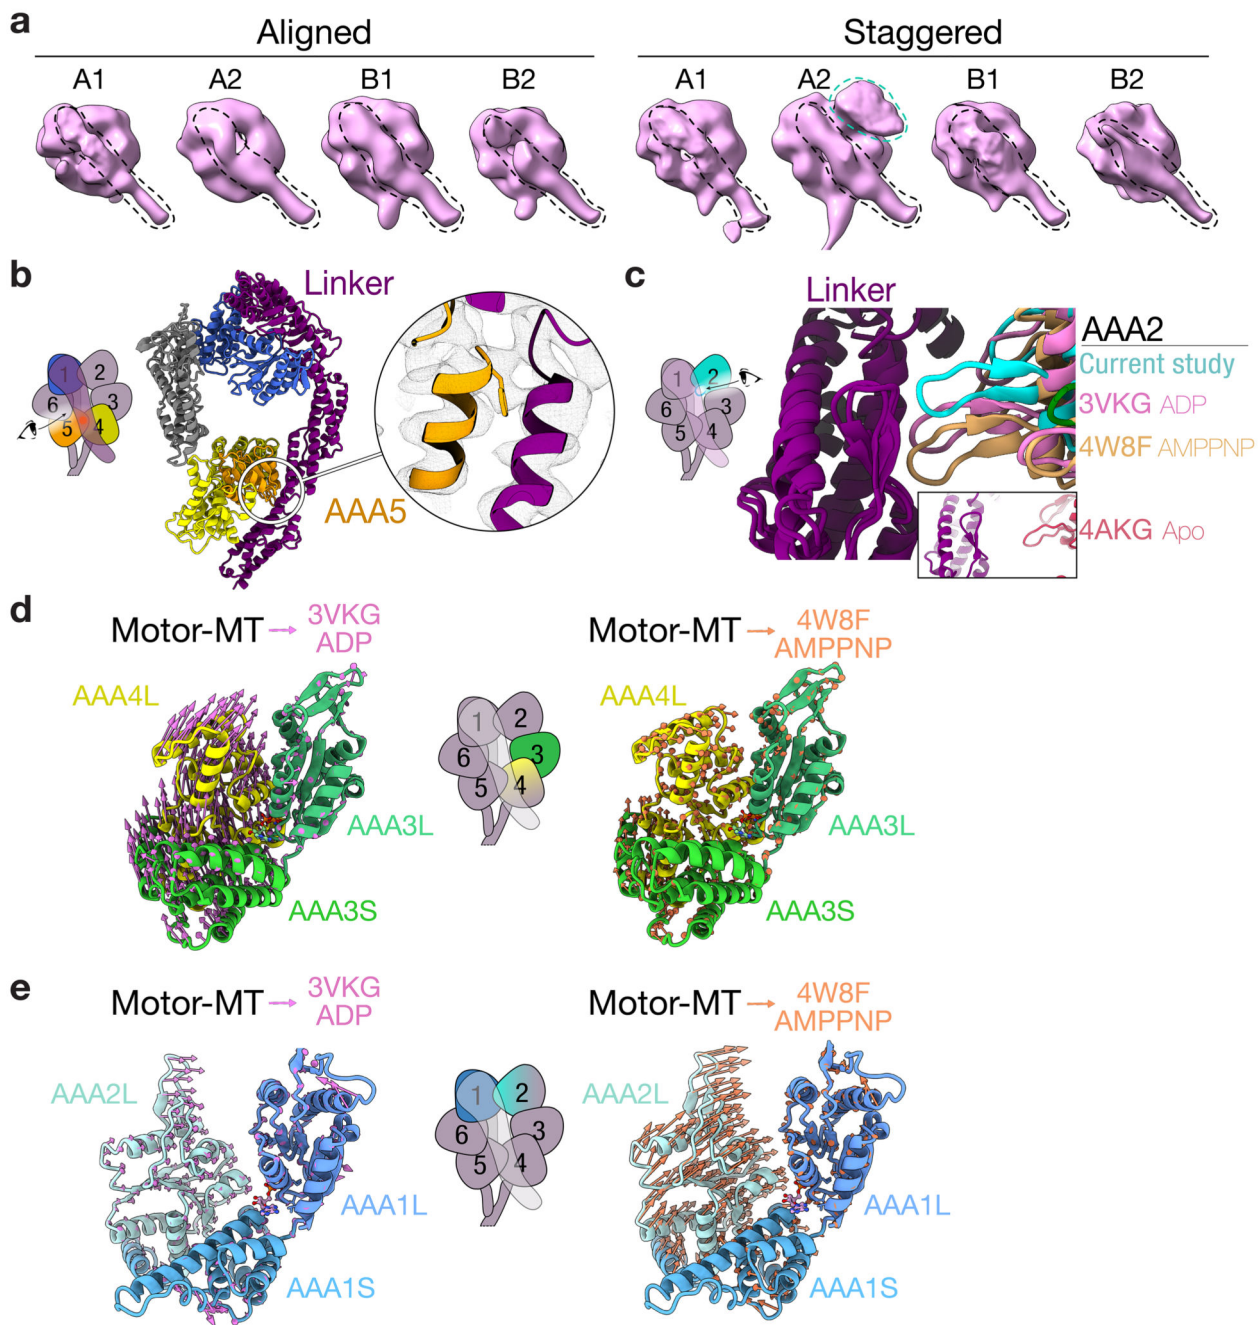 a
Aligned
Staggered
A1 A2 B1 B2
A1 A2 B1 B2
b
Linker
1 2 3 4 5 6
AAA5
c
Linker
1 2 3 4 5 6
AAA2
Current study
3VKG ADP
4W8F AMPPNP
4AKG Apo
d
Motor-MT → 3VKG
ADP
Motor-MT → 4W8F
AMPPNP
AAA4L
AAA3L
AAA3S
1 2 3 4 5 6
AAA4L
AAA3L
AAA3S
e
Motor-MT → 3VKG
ADP
Motor-MT → 4W8F
AMPPNP
AAA2L
AAA1L
AAA1S
1 2 3 4 5 6
AAA2L
AAA1L
AAA1S